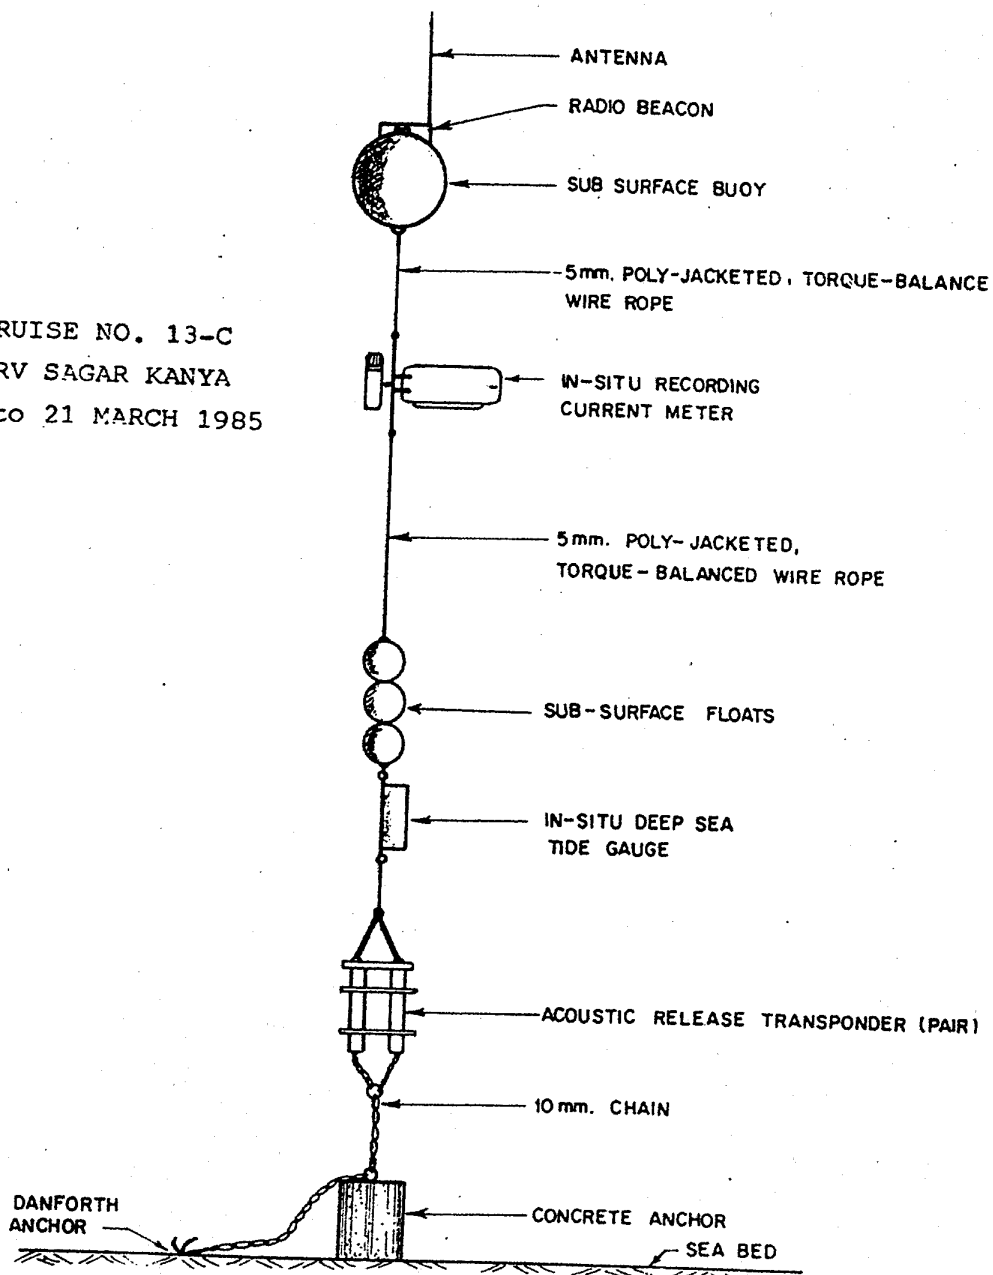 ANTENNA
RADIO BEACON
SUB SURFACE BUOY
5mm. POLY-JACKETED, TORQUE-BALANCE
WIRE ROPE
RUISE NO. 13-C
RV SAGAR KANYA
to 21 MARCH 1985
IN-SITU RECORDING
CURRENT METER
5mm. POLY-JACKETED,
TORQUE-BALANCED WIRE ROPE
SUB-SURFACE FLOATS
IN-SITU DEEP SEA
TIDE GAUGE
ACOUSTIC RELEASE TRANSPONDER (PAIR)
10mm. CHAIN
DANFORTH
ANCHOR
CONCRETE ANCHOR
SEA BED